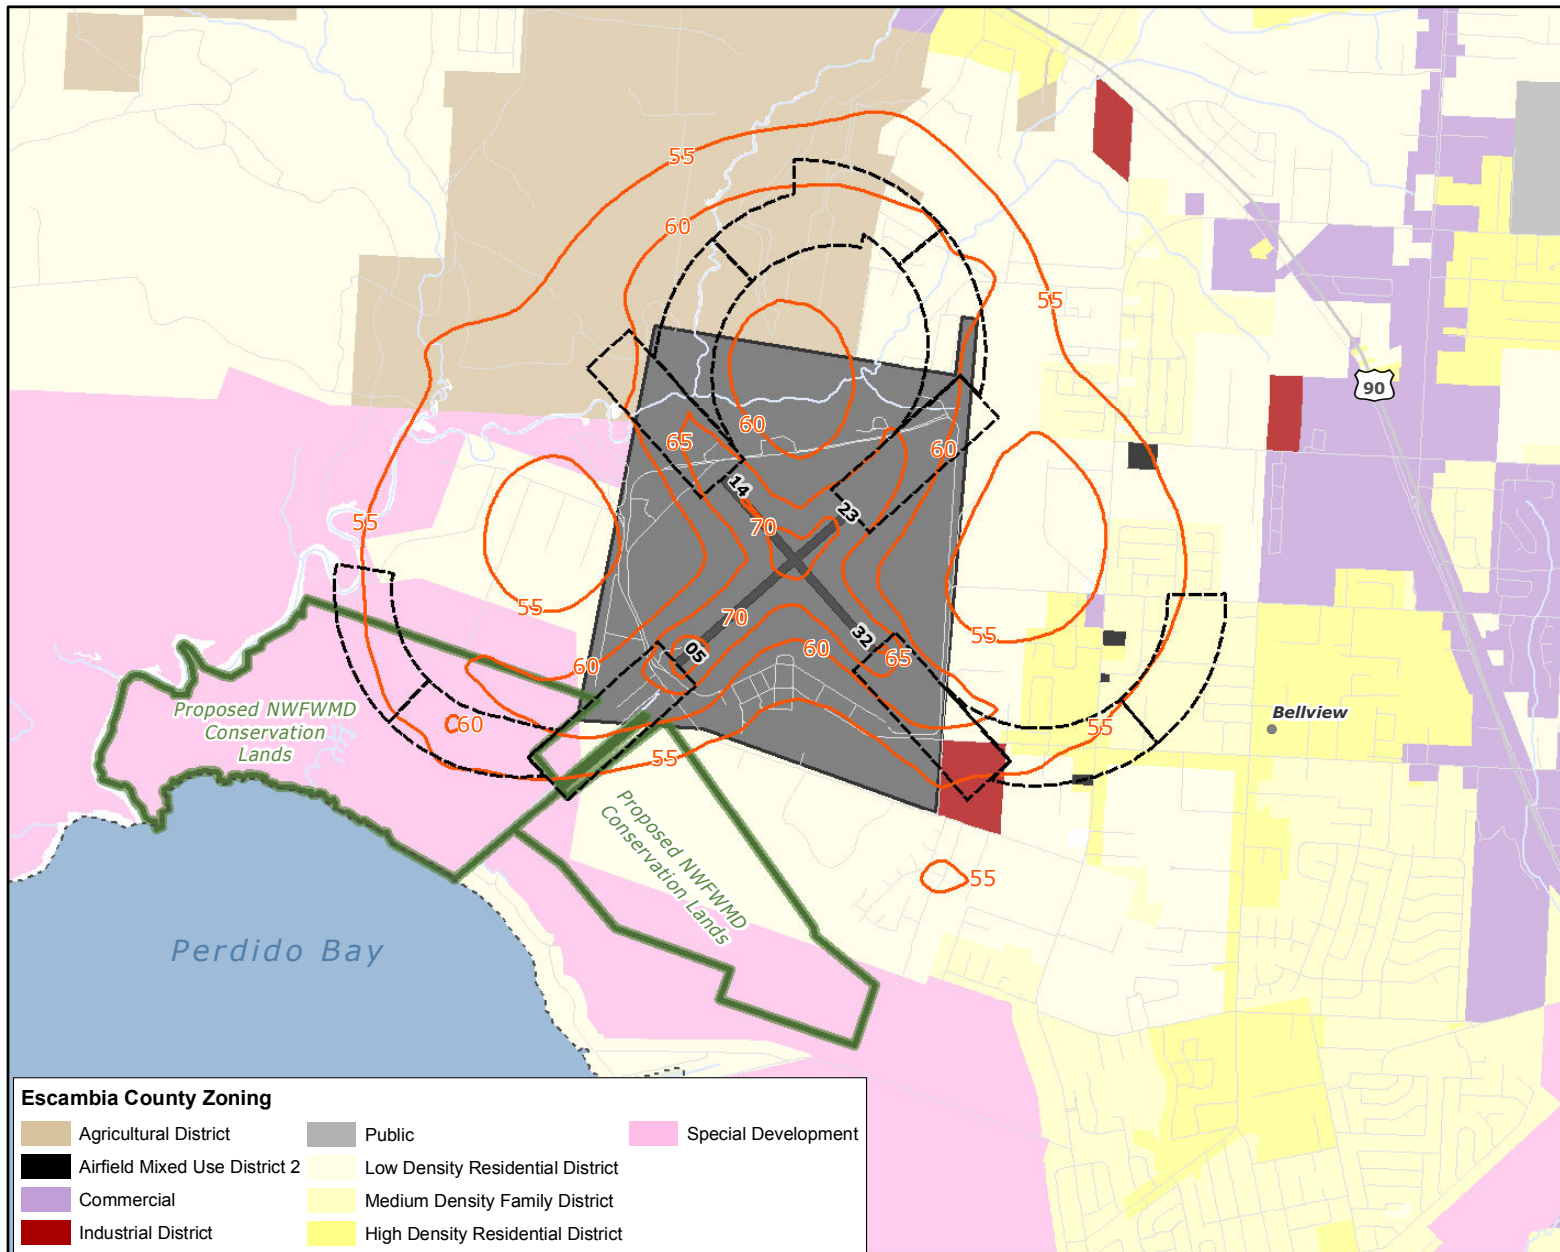 55
60
55
90
60
65
60
14
23
70
55
55
55
70
05
32
60
65
60
55
60
55
55
55
Bellview
Proposed NWFWMD
Conservation
Lands
Proposed NWFWMD
Conservation Lands
Perdido Bay
Escambia County Zoning
Agricultural District
Airfield Mixed Use District 2
Commercial
Industrial District
Public
Low Density Residential District
Medium Density Family District
High Density Residential District
Special Development